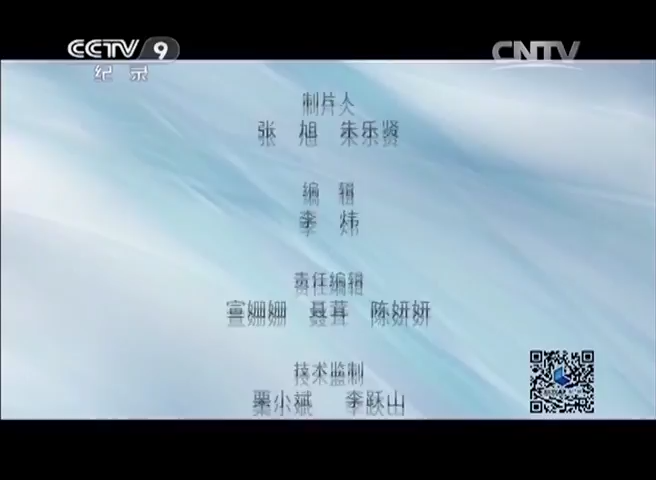 CCTV 9
纪 录
CNTV
制片人
张 旭 朱乐贤
编 辑
李 炜
责任编辑
宣姗姗 聂茸 陈妍妍
技术监制
栗小斌 李跃山